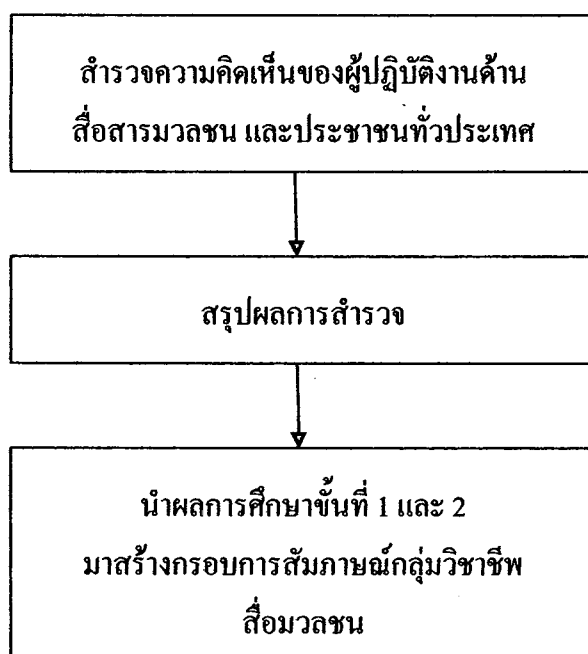 สำรวจความคิดเห็นของผู้ปฏิบัติงานด้าน
สื่อสารมวลชน และประชาชนทั่วประเทศ
สรุปผลการสำรวจ
นำผลการศึกษาขั้นที่ 1 และ 2
มาสร้างกรอบการสัมภาษณ์กลุ่มวิชาชีพ
สื่อมวลชน